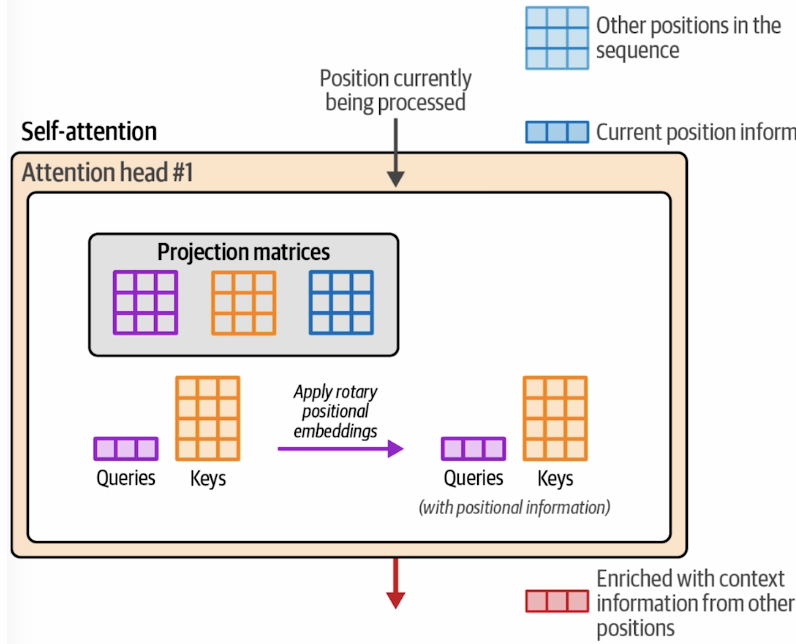 Other positions in the
sequence
Position currently
being processed
Self-attention
Current position inform
Attention head #1
Projection matrices
Apply rotary
positional
embeddings
Queries
Keys
Queries
Keys
(with positional information)
Enriched with context
information from other
positions